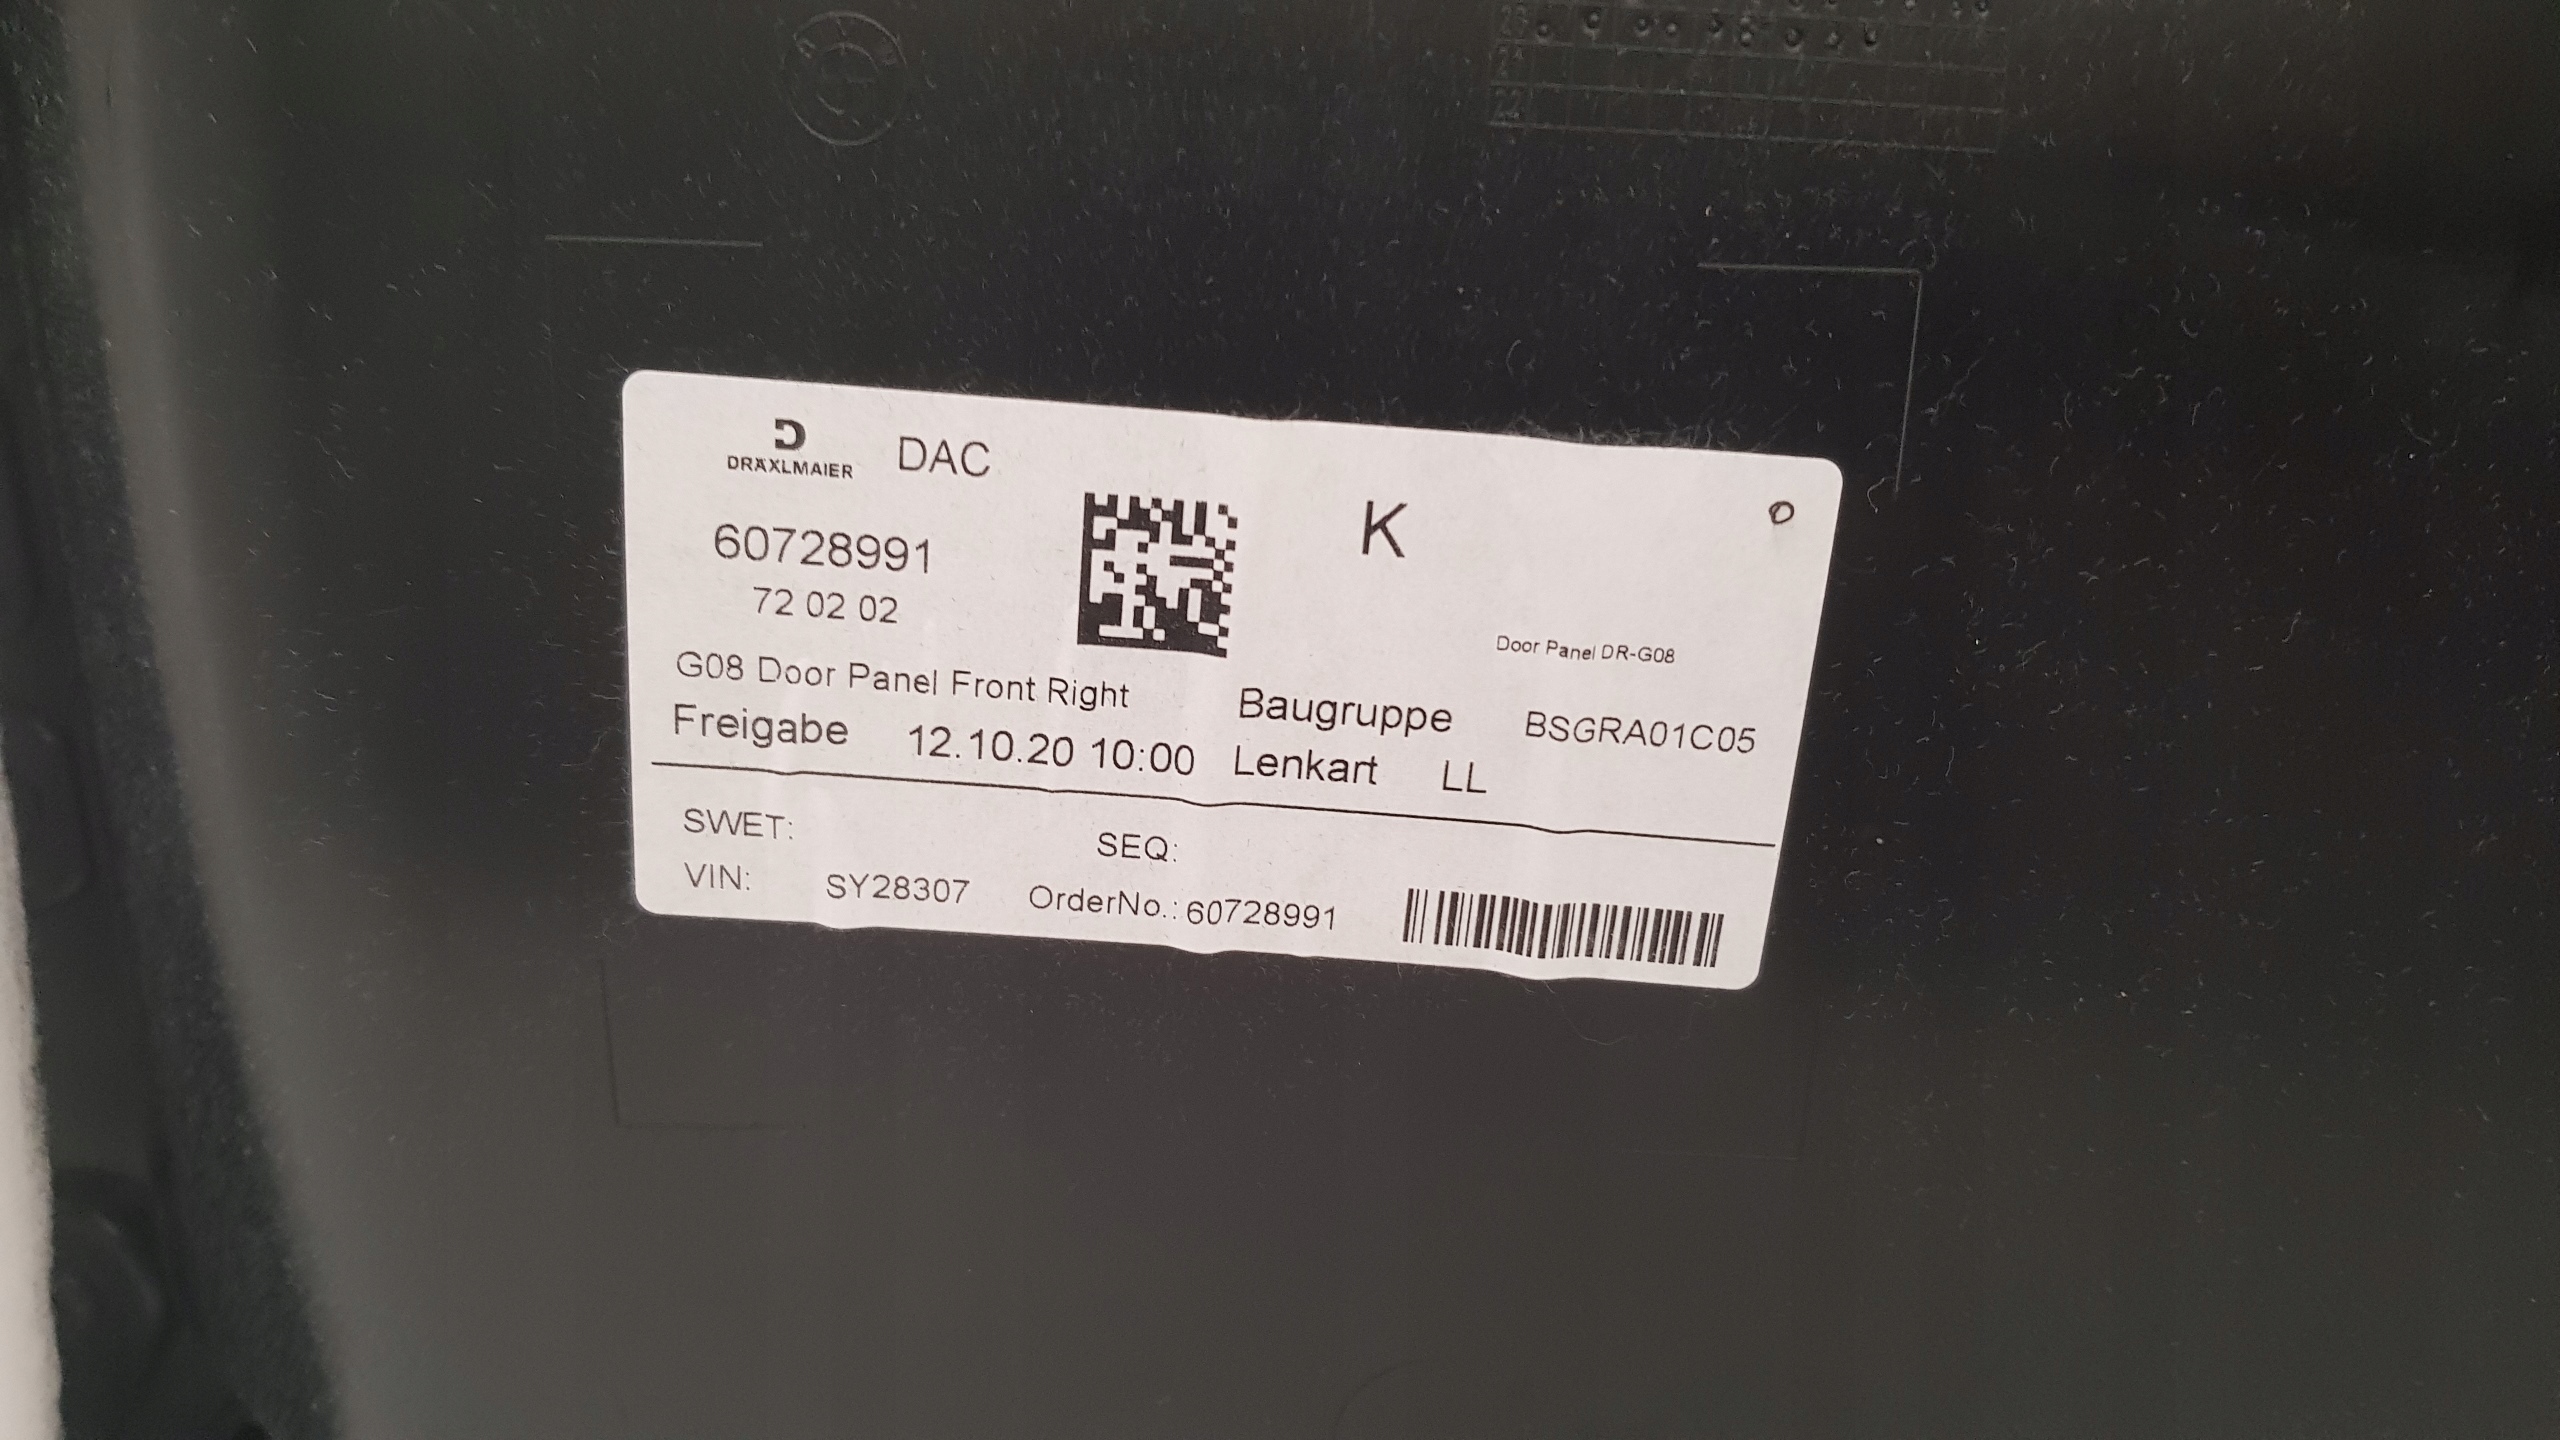 DRÄXLMAIER DAC
60728991 K
72 02 02
Door Panel DR-G08
G08 Door Panel Front Right Baugruppe BSGRA01C05
Freigabe 12.10.20 10:00 Lenkart LL
SWET: SEQ:
VIN: SY28307 OrderNo.: 60728991